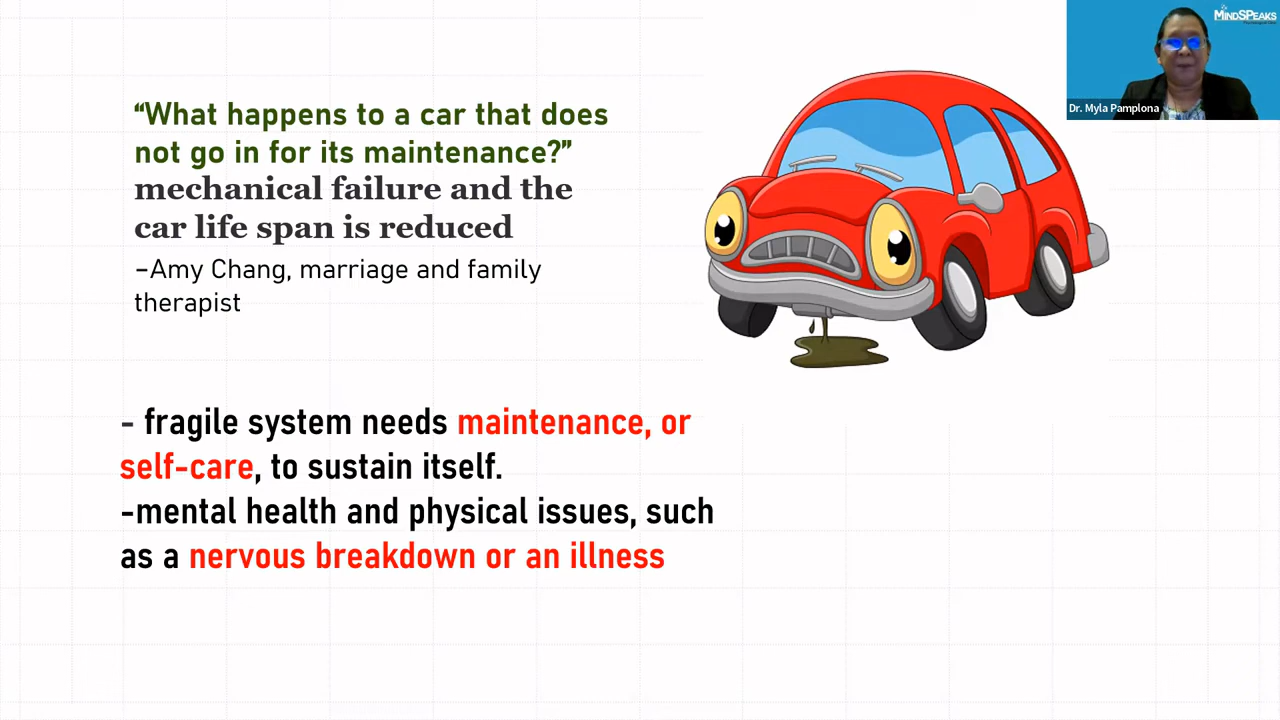 “What happens to a car that does
not go in for its maintenance?”
mechanical failure and the
car life span is reduced
–Amy Chang, marriage and family
therapist
- fragile system needs maintenance, or
self-care, to sustain itself.
-mental health and physical issues, such
as a nervous breakdown or an illness
MINDSPEAKS
Dr. Myla Pamplona